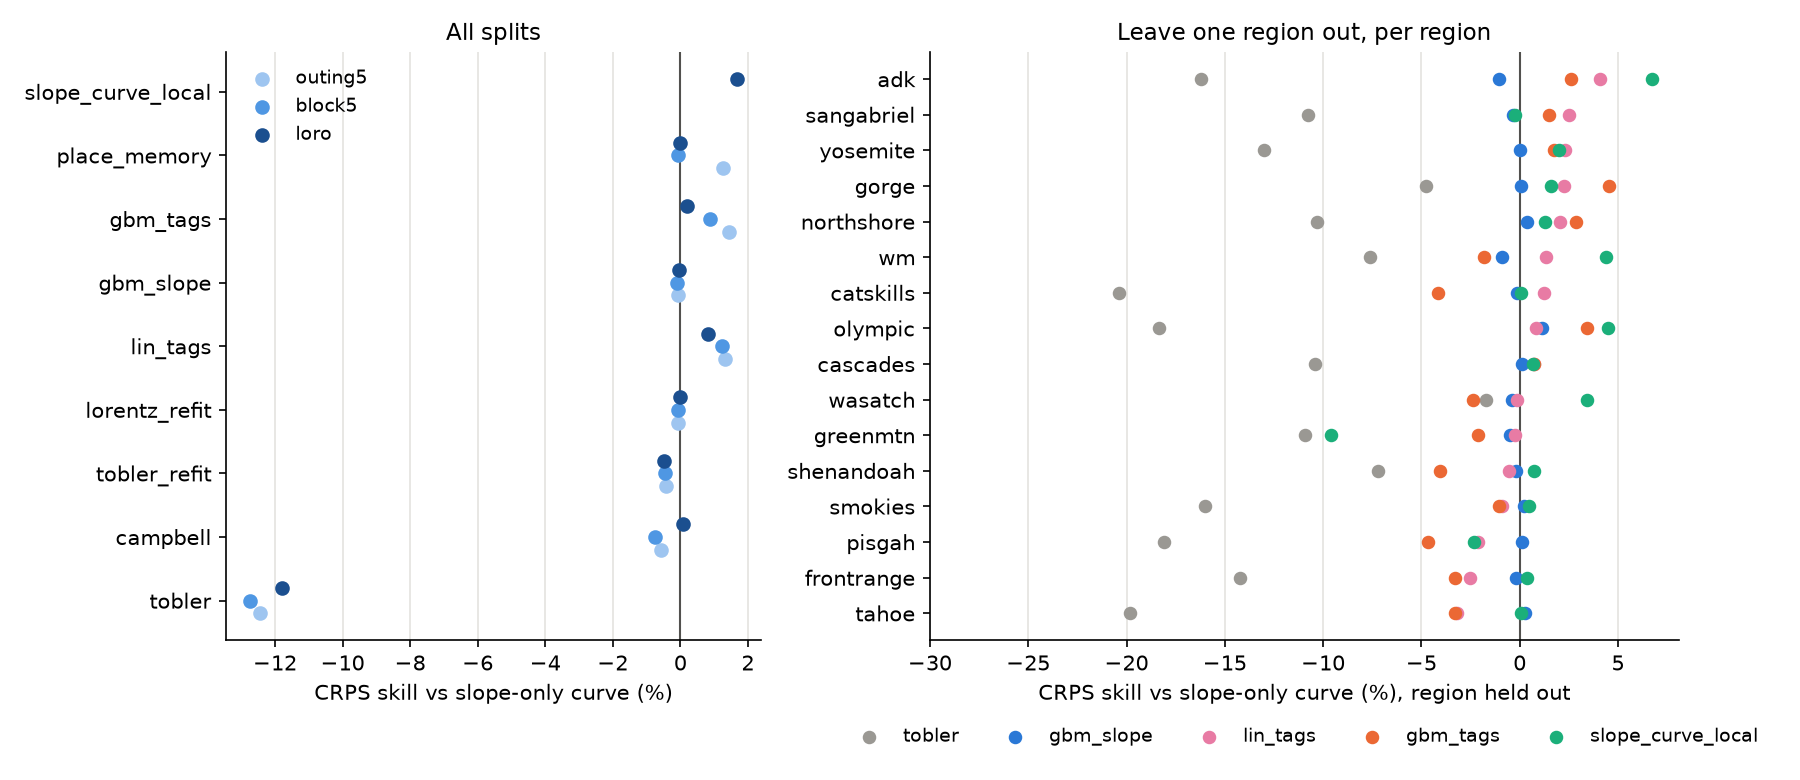 All splits
outing5
block5
loro
slope_curve_local
place_memory
gbm_tags
gbm_slope
lin_tags
lorentz_refit
tobler_refit
campbell
tobler
−12 −10 −8 −6 −4 −2 0 2
CRPS skill vs slope-only curve (%)
Leave one region out, per region
adk
sangabriel
yosemite
gorge
northshore
wm
catskills
olympic
cascades
wasatch
greenmtn
shenandoah
smokies
pisgah
frontrange
tahoe
−30 −25 −20 −15 −10 −5 0 5
CRPS skill vs slope-only curve (%), region held out
tobler gbm_slope lin_tags gbm_tags slope_curve_local